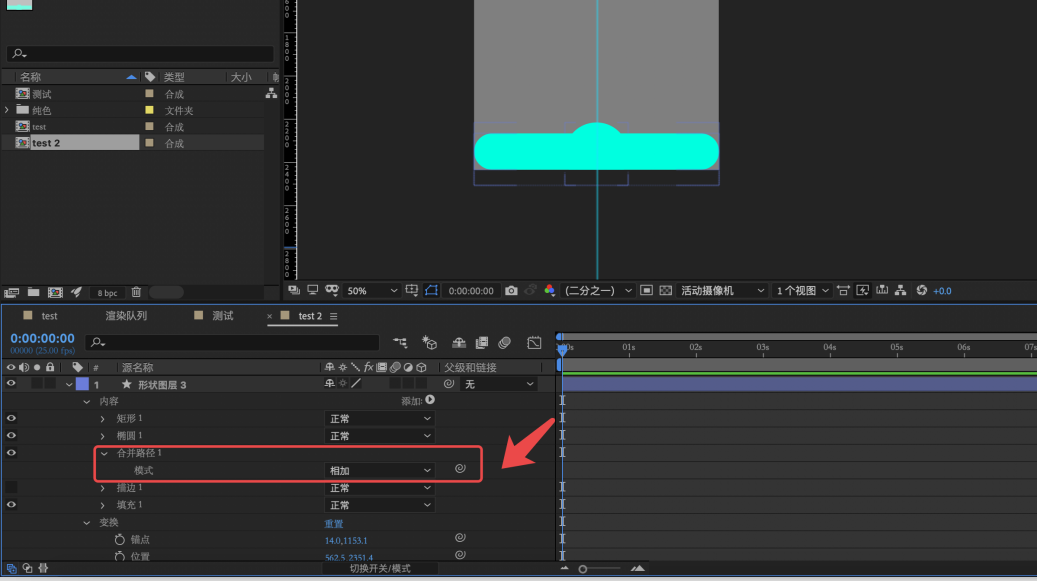 名称 类型 大小
测试 合成
纯色 文件夹
test 合成
test 2 合成
1800
2000
2200
2400
2600
2800
8 bpc
50% 0:00:00:00 (二分之一) 活动摄像机 1 个视图 +0.0
test 渲染队列 测试 × test 2
0:00:00:00
00000 (25.00 fps)
# 源名称 fx 父级和链接
1 形状图层 3 无
内容 添加:
矩形 1 正常
椭圆 1 正常
合并路径 1
模式 相加
描边 1 正常
填充 1 正常
变换 重置
锚点 14.0,1153.1
位置 562.5,2351.4
切换开关/模式
01s 02s 03s 04s 05s 06s